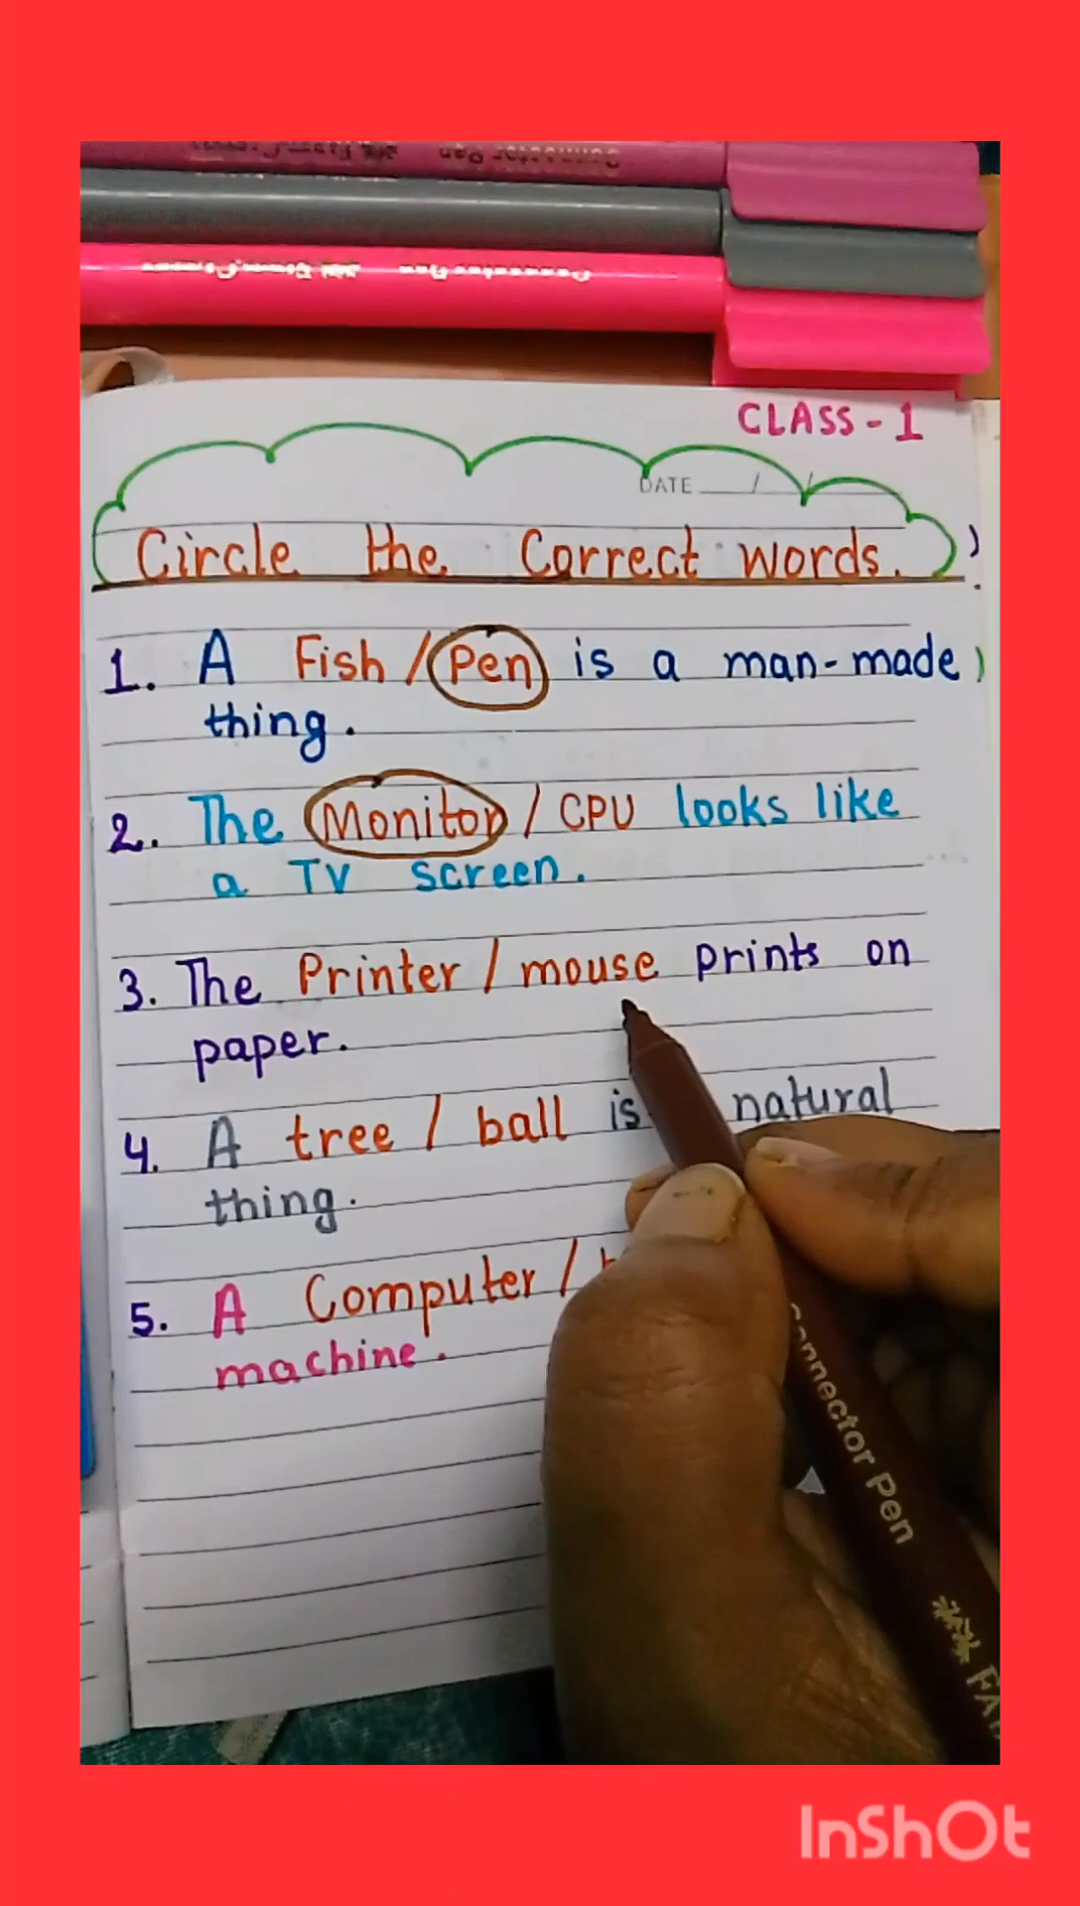 CLASS - 1
DATE
Circle the Correct words.
1. A Fish / Pen is a man-made
thing.
2. The Monitor / CPU looks like
a TV screen.
3. The Printer / mouse prints on
paper.
4. A tree / ball is natural
thing.
5. A Computer /
machine.
Connector Pen
InShOt